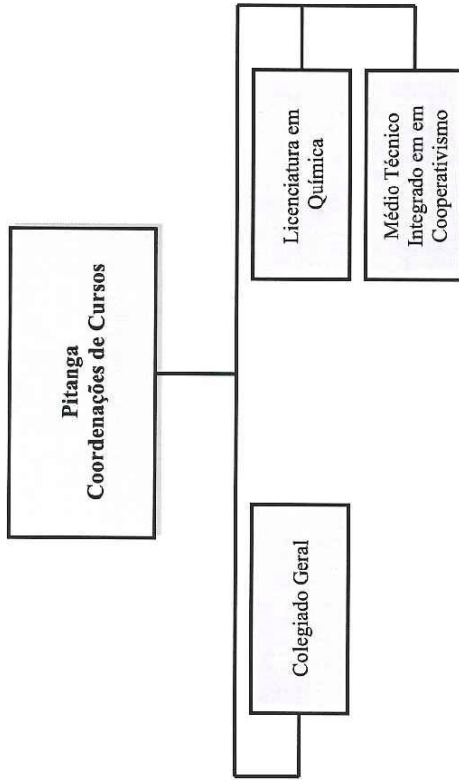 Pitanga
Coordenações de Cursos
Colegiado Geral
Licenciatura em
Química
Médio Técnico
Integrado em em
Cooperativismo